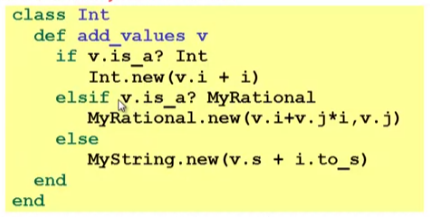 class Int
def add_values v
if v.is_a? Int
Int.new(v.i + i)
elsif v.is_a? MyRational
MyRational.new(v.i+v.j*i,v.j)
else
MyString.new(v.s + i.to_s)
end
end